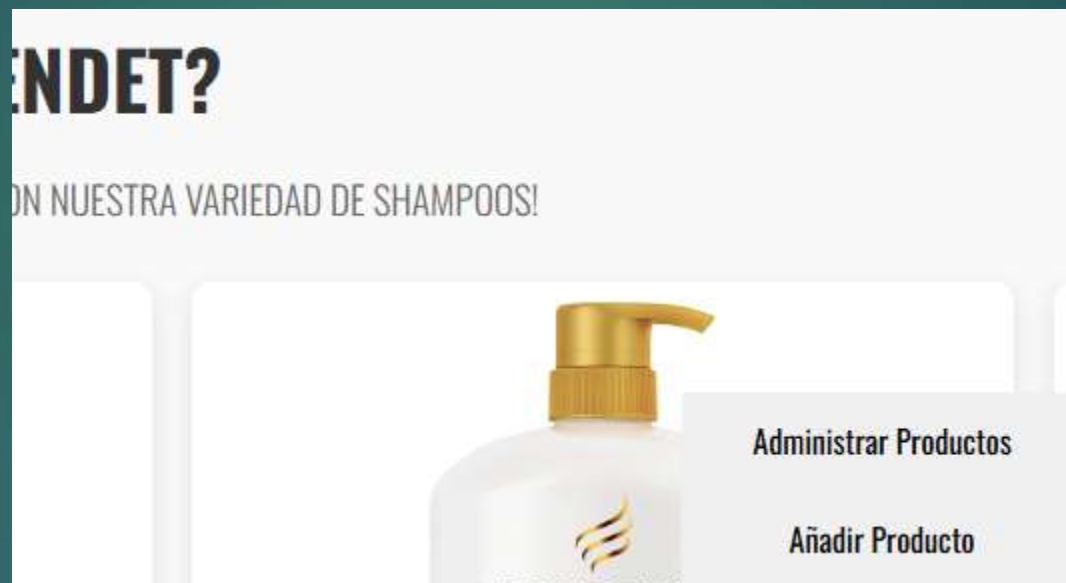 ENDET?
ON NUESTRA VARIEDAD DE SHAMPOOS!
Administrar Productos
Añadir Producto